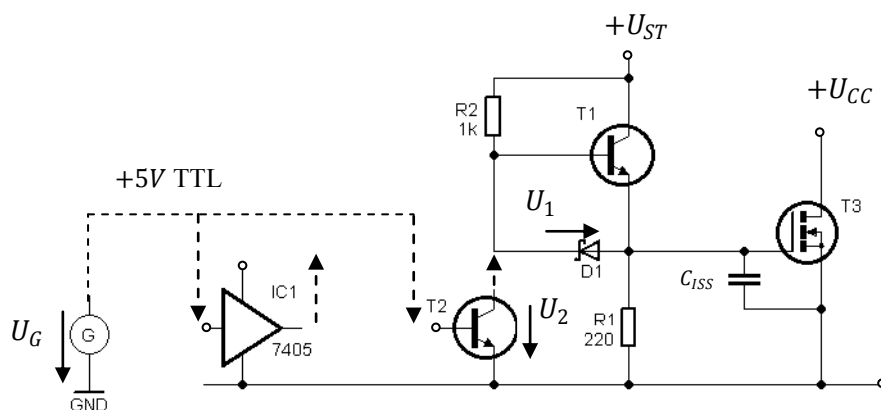 +U_ST
+U_CC
R2
1k
T1
+5V TTL
U_1
T3
IC1
D1
C_ISS
U_G
G
T2
U_2
R1
220
7405
GND